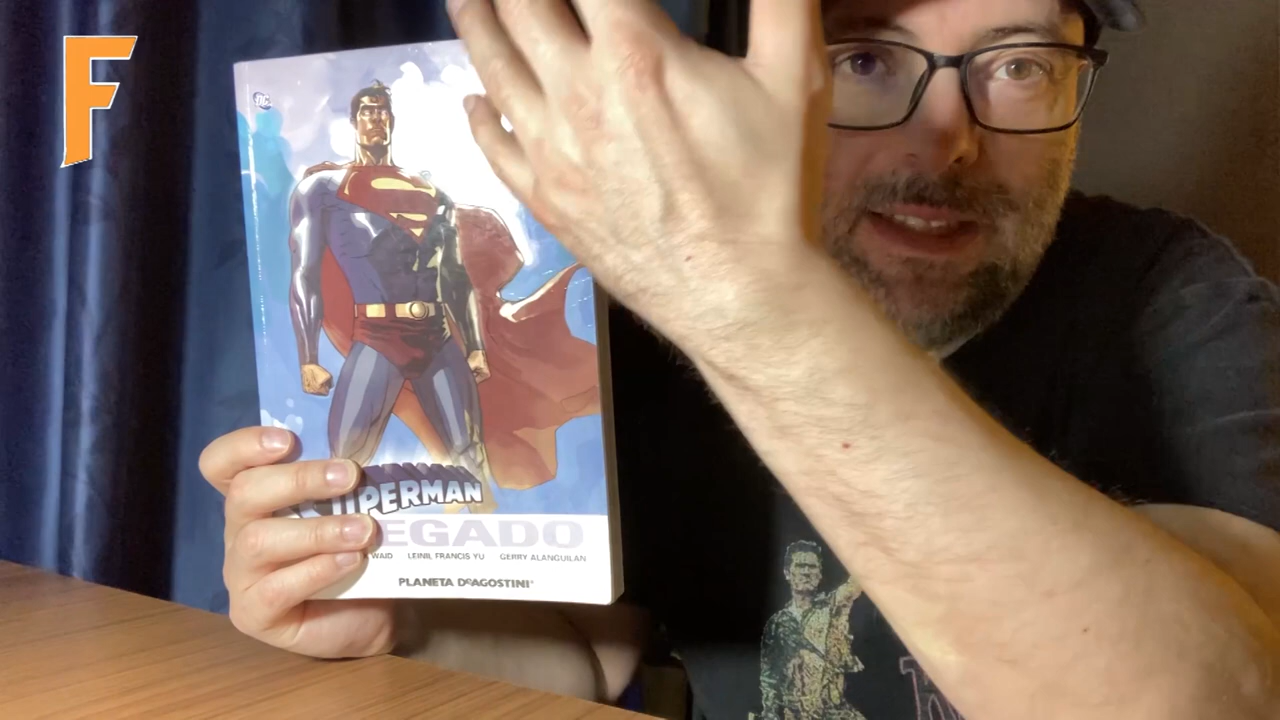 F
DC
S
UPERMAN
EGADO
WAID LEINIL FRANCIS YU GERRY ALANGUILAN
PLANETA DEAGOSTINI